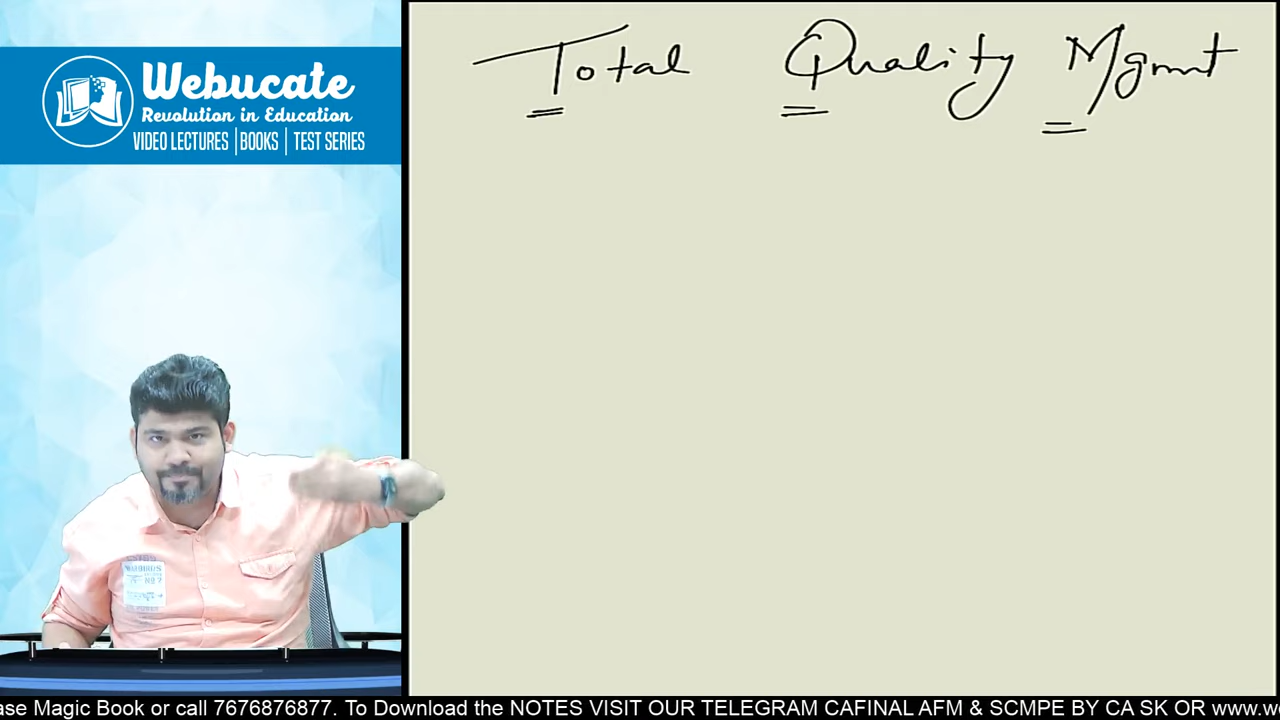 Webucate
Revolution in Education
VIDEO LECTURES | BOOKS | TEST SERIES
Total Quality Mgmnt
ase Magic Book or call 7676876877. To Download the NOTES VISIT OUR TELEGRAM CAFINAL AFM & SCMPE BY CA SK OR www.w